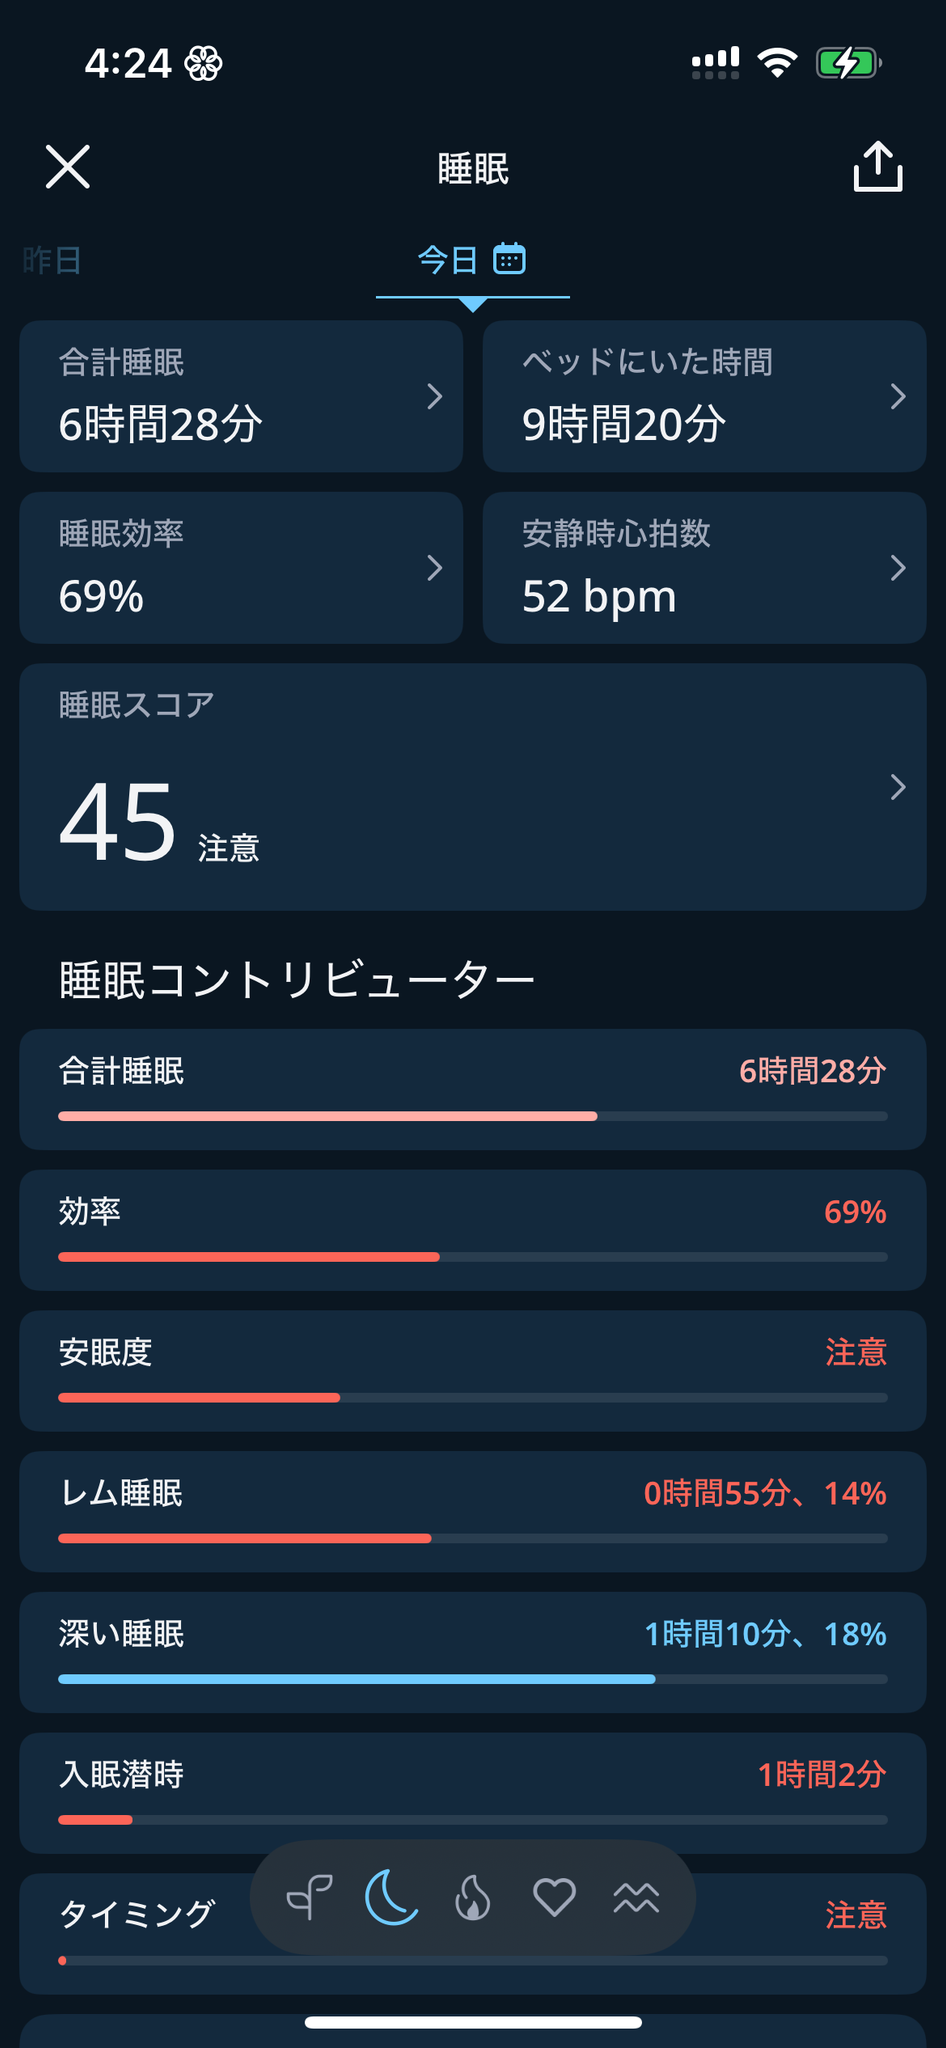 4:24
睡眠
昨日
今日
合計睡眠
6時間28分
ベッドにいた時間
9時間20分
睡眠効率
69%
安静時心拍数
52 bpm
睡眠スコア
45 注意
睡眠コントリビューター
合計睡眠 6時間28分
効率 69%
安眠度 注意
レム睡眠 0時間55分、14%
深い睡眠 1時間10分、18%
入眠潜時 1時間2分
タイミング 注意